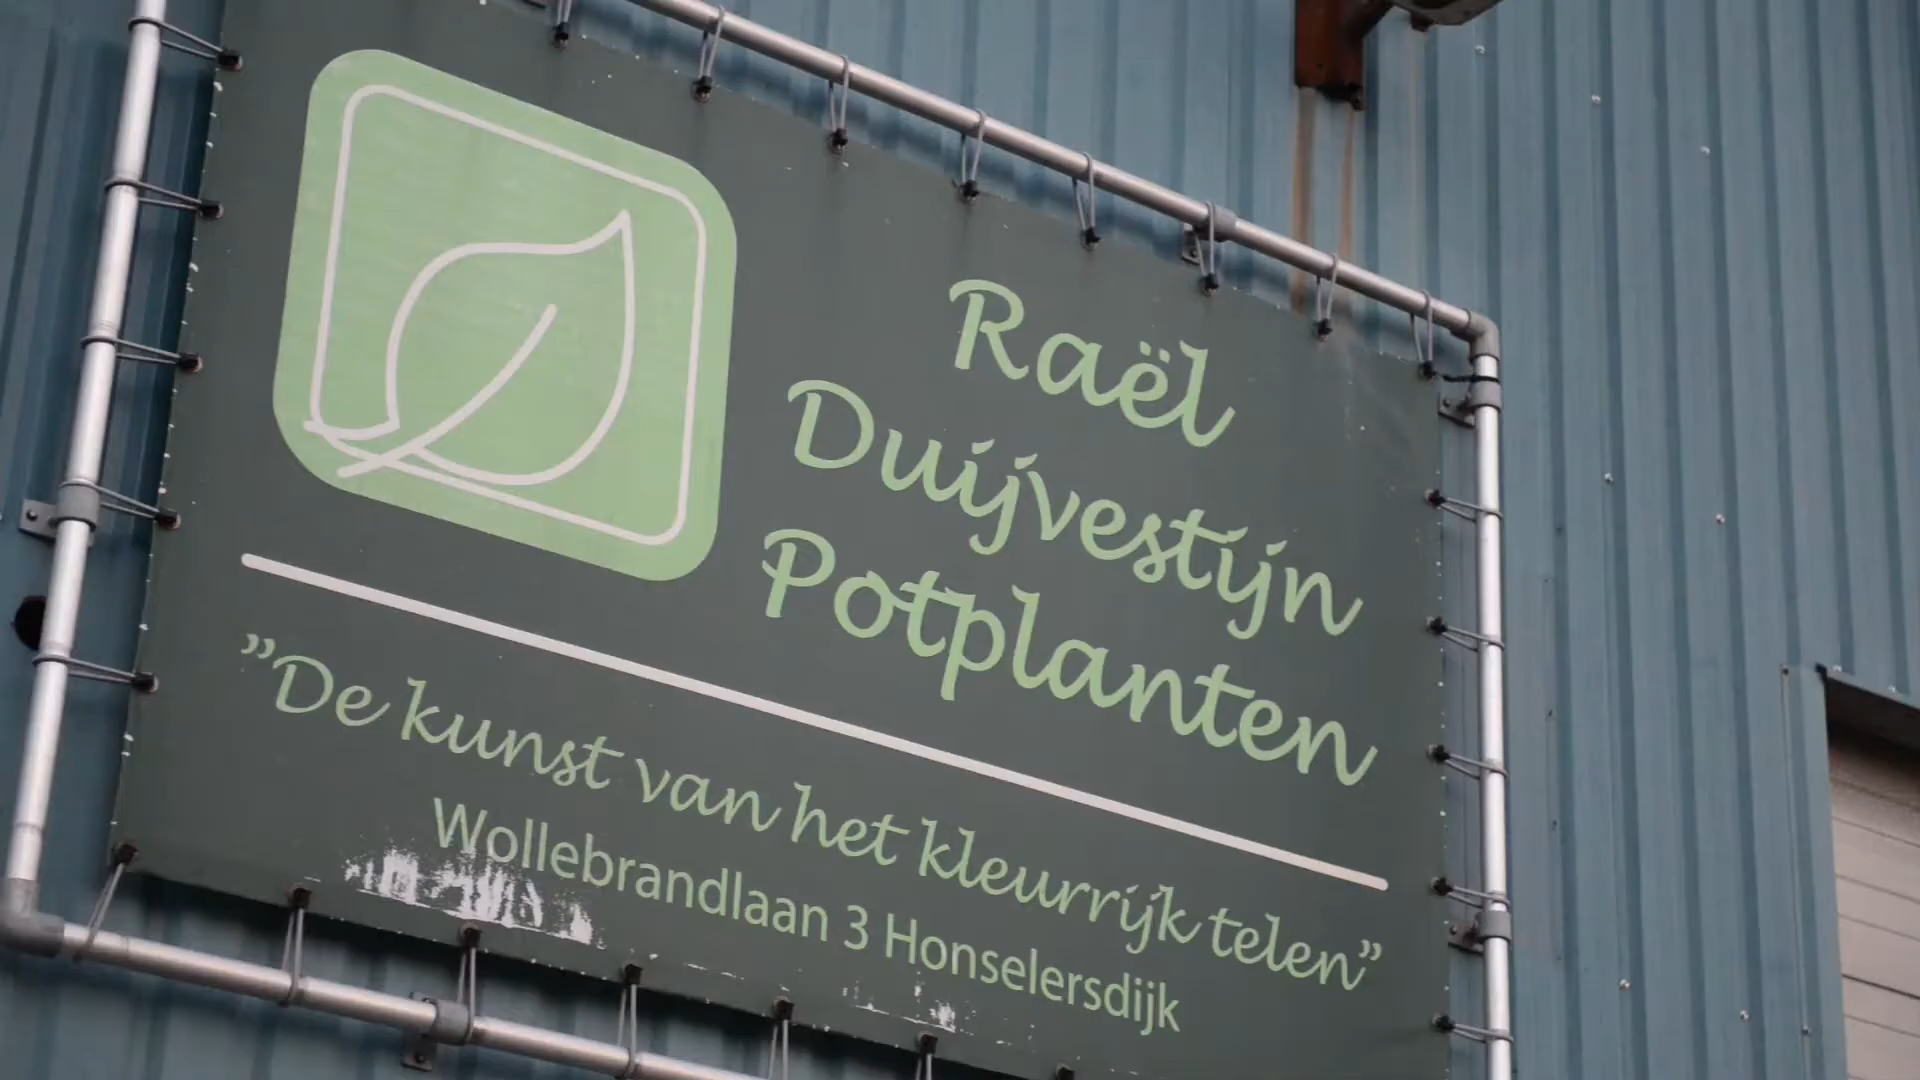 Raël
Duijvestijn
Potplanten
”De kunst van het kleurrijk telen”
Wollebrandlaan 3 Honselersdijk